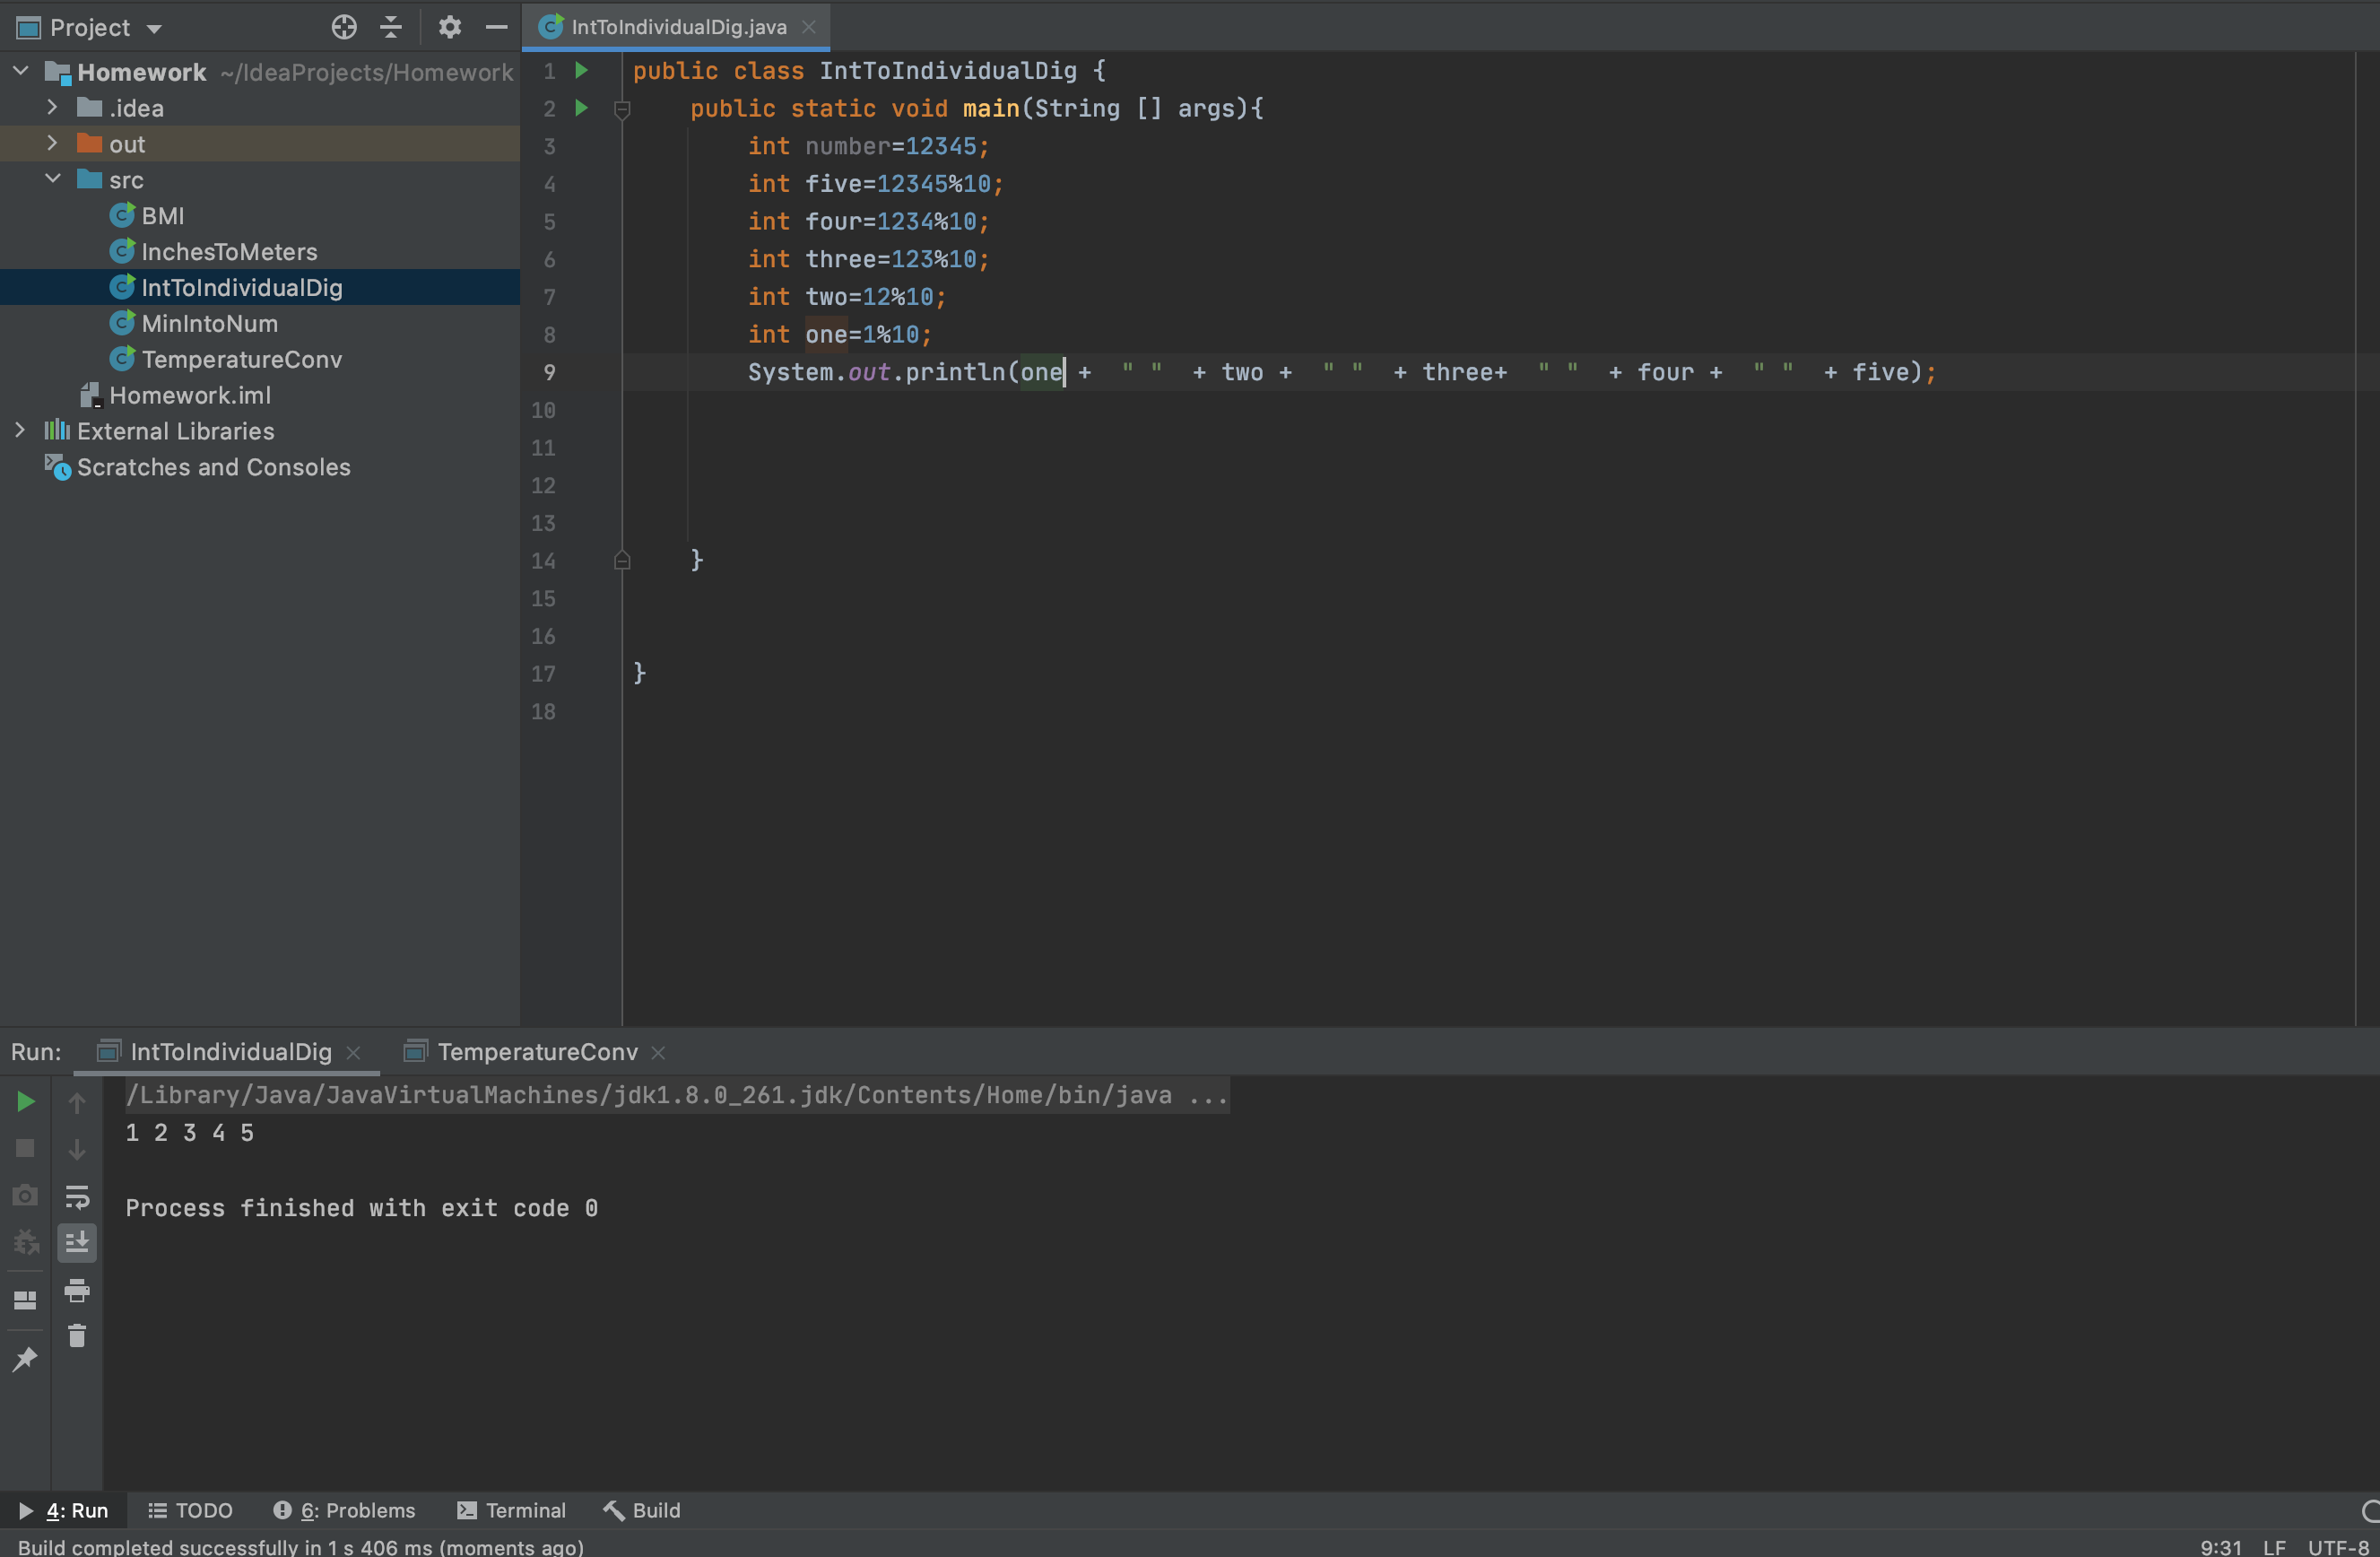 Project
Homework ~/IdeaProjects/Homework
.idea
out
src
BMI
InchesToMeters
IntToIndividualDig
MinIntoNum
TemperatureConv
Homework.iml
External Libraries
Scratches and Consoles
IntToIndividualDig.java
1 public class IntToIndividualDig {
2 public static void main(String [] args){
3 int number=12345;
4 int five=12345%10;
5 int four=1234%10;
6 int three=123%10;
7 int two=12%10;
8 int one=1%10;
9 System.out.println(one + " " + two + " " + three+ " " + four + " " + five);
10
11
12
13
14 }
15
16
17 }
18
Run: IntToIndividualDig TemperatureConv
/Library/Java/JavaVirtualMachines/jdk1.8.0_261.jdk/Contents/Home/bin/java ...
1 2 3 4 5
Process finished with exit code 0
4: Run TODO 6: Problems Terminal Build
Build completed successfully in 1 s 406 ms (moments ago) 9:31 LF UTF-8